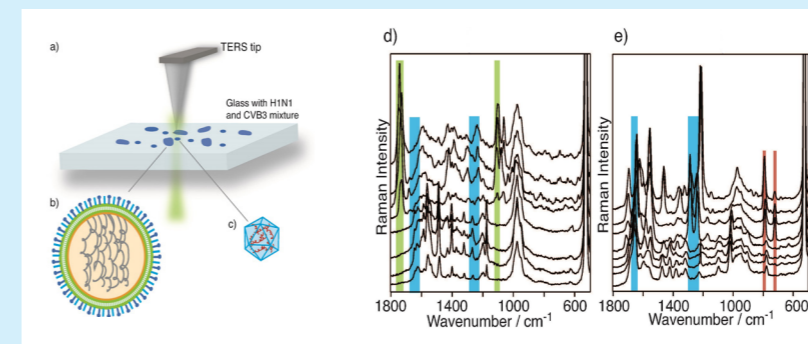 a)
TERS tip
Glass with H1N1
and CVB3 mixture
b)
c)
d)
Raman Intensity
1800 1400 1000 600
Wavenumber / cm⁻¹
e)
Raman Intensity
1800 1400 1000 600
Wavenumber / cm⁻¹